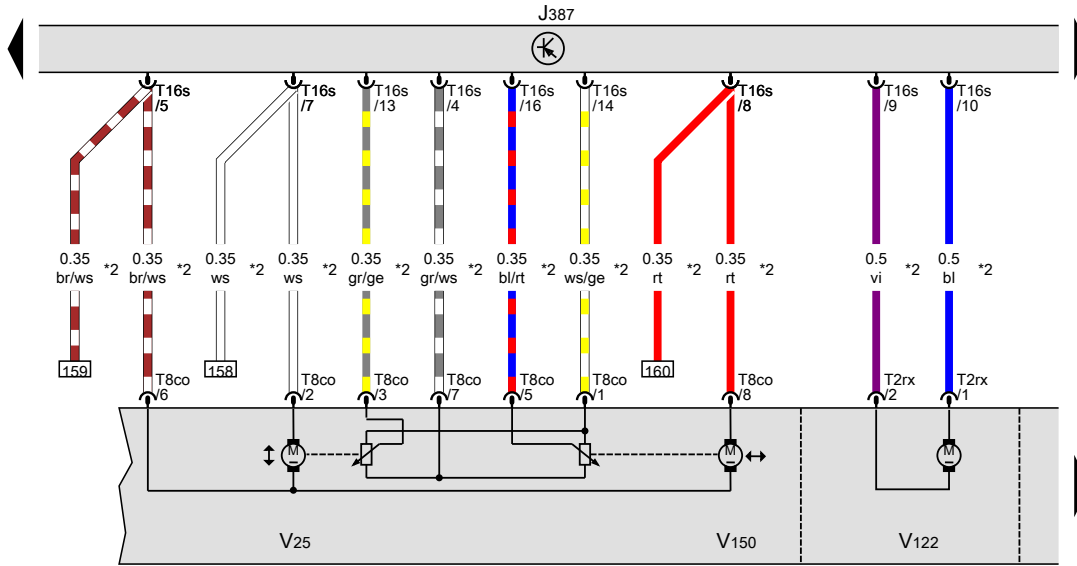 J387
T16s T16s T16s T16s T16s T16s T16s T16s T16s
/5 /7 /13 /4 /16 /14 /8 /9 /10
0.35 0.35 0.35 0.35 0.35 0.35 0.35 0.35 0.35 0.35 0.5 0.5
br/ws *2 br/ws *2 ws *2 ws *2 gr/ge *2 gr/ws *2 bl/rt *2 ws/ge *2 rt *2 rt *2 vi *2 bl *2
159 158 160
T8co T8co T8co T8co T8co T8co T8co T2rx T2rx
/6 /2 /3 /7 /5 /1 /8 /2 /1
M M M
V25 V150 V122